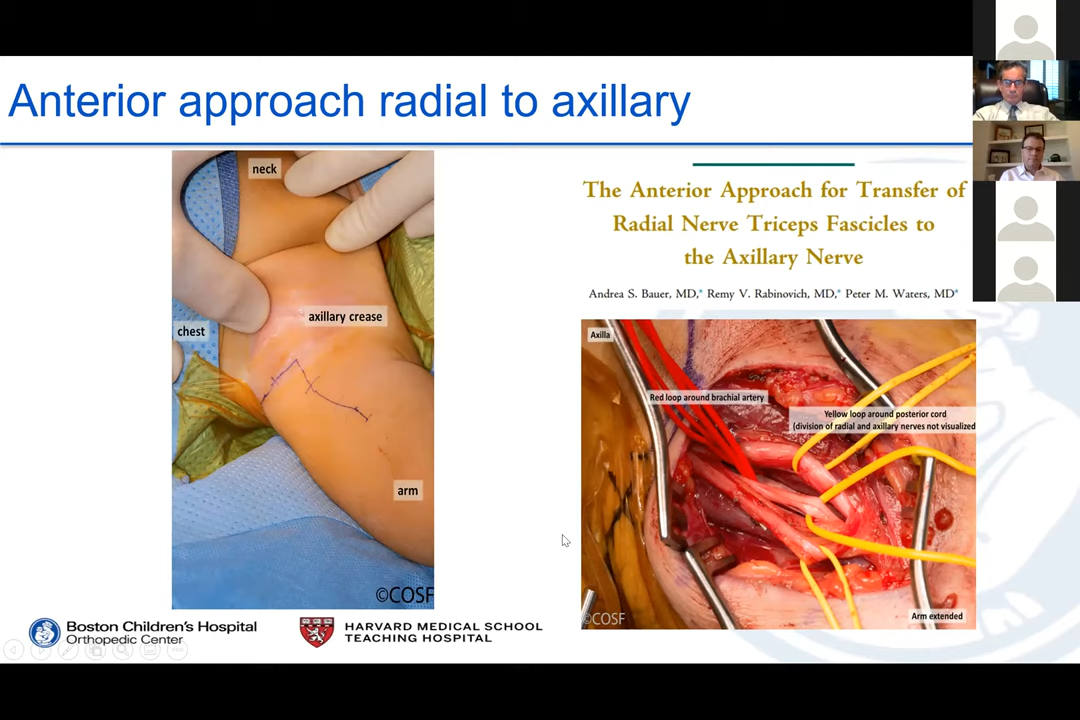 Anterior approach radial to axillary
neck
axillary crease
chest
arm
©COSF
The Anterior Approach for Transfer of
Radial Nerve Triceps Fascicles to
the Axillary Nerve
Andrea S. Bauer, MD,* Remy V. Rabinovich, MD,* Peter M. Waters, MD*
Axilla
Red loop around brachial artery
Yellow loop around posterior cord
(division of radial and axillary nerves not visualized
©COSF
Arm extended
Boston Children's Hospital
Orthopedic Center
HARVARD MEDICAL SCHOOL
TEACHING HOSPITAL